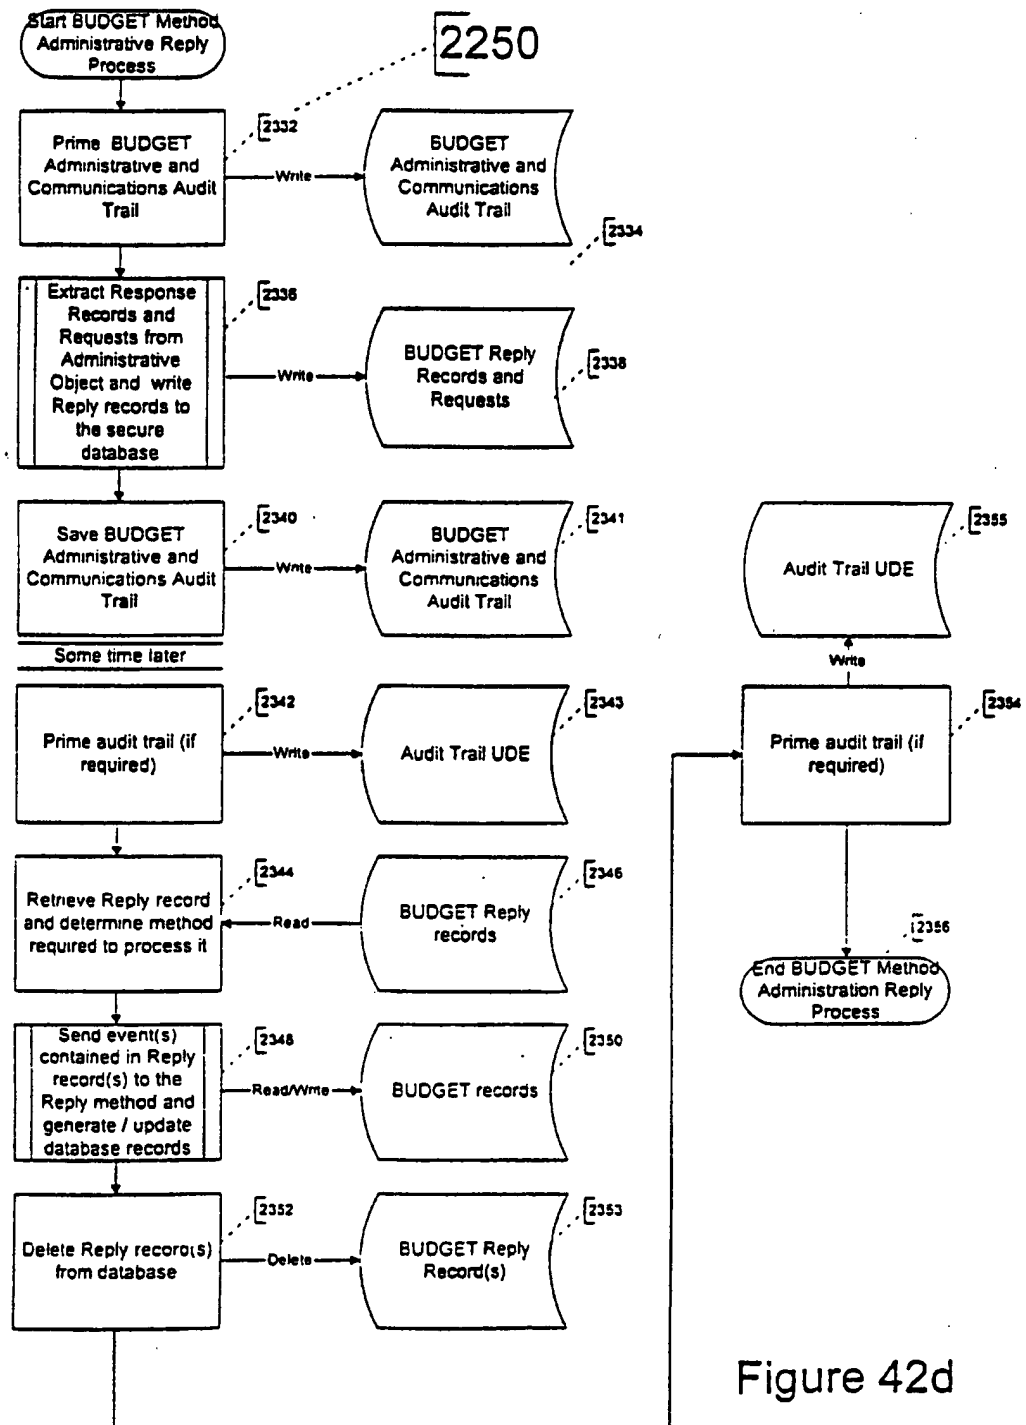 Start BUDGET Method
Administrative Reply
Process
2250
Prime BUDGET
Administrative and
Communications Audit
Trail
2332
Write
BUDGET
Administrative and
Communications
Audit Trail
2334
Extract Response
Records and
Requests from
Administrative
Object and write
Reply records to
the secure
database
2336
Write
BUDGET Reply
Records and
Requests
2338
Save BUDGET
Administrative and
Communications Audit
Trail
2340
Write
BUDGET
Administrative and
Communications
Audit Trail
2341
Some time later
Prime audit trail (if
required)
2342
Write
Audit Trail UDE
2343
Retrieve Reply record
and determine method
required to process it
2344
Read
BUDGET Reply
records
2346
Send event(s)
contained in Reply
record(s) to the
Reply method and
generate / update
database records
2348
Read/Write
BUDGET records
2350
Delete Reply record(s)
from database
2352
Delete
BUDGET Reply
Record(s)
2353
Audit Trail UDE
2355
Write
Prime audit trail (if
required)
2354
2356
End BUDGET Method
Administration Reply
Process
Figure 42d